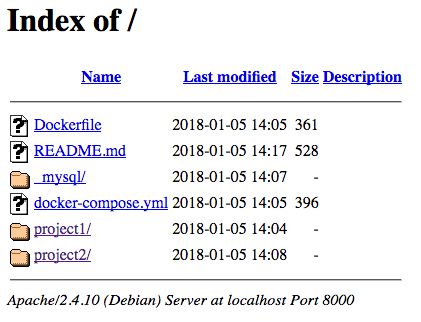 Index of /
Name Last modified Size Description
Dockerfile 2018-01-05 14:05 361
README.md 2018-01-05 14:17 528
_mysql/ 2018-01-05 14:07 -
docker-compose.yml 2018-01-05 14:05 396
project1/ 2018-01-05 14:04 -
project2/ 2018-01-05 14:08 -
Apache/2.4.10 (Debian) Server at localhost Port 8000